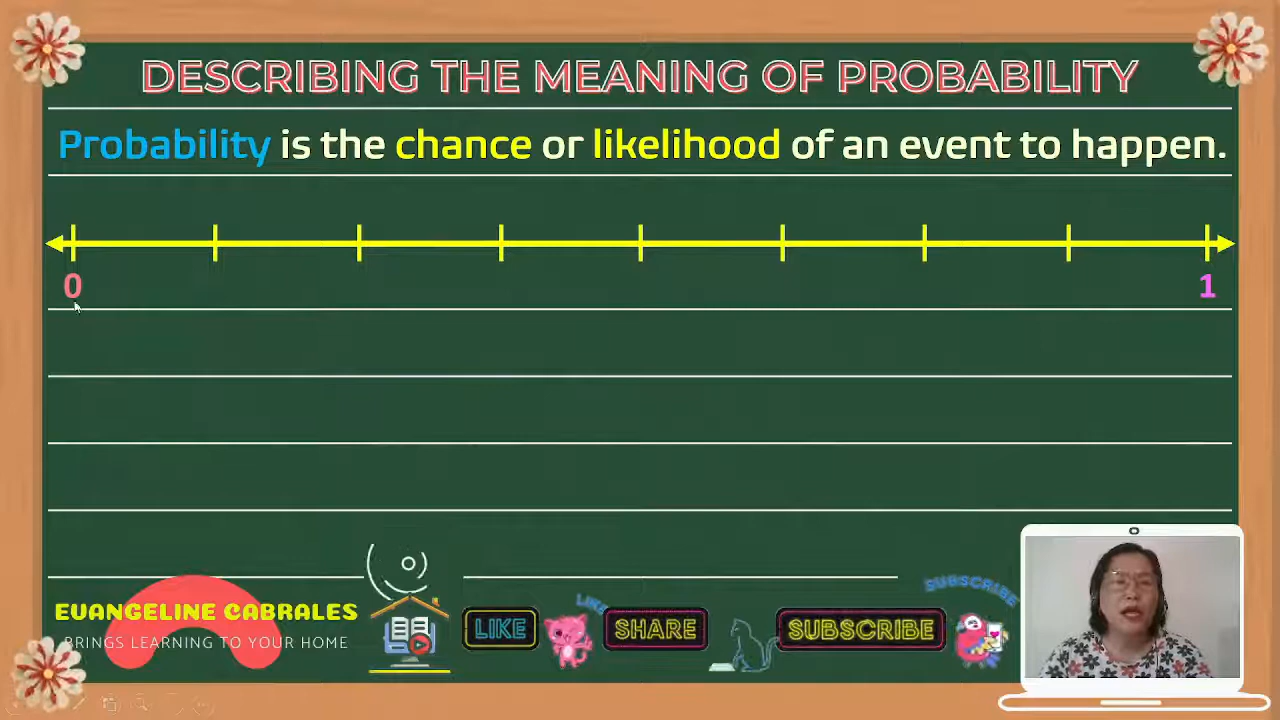 DESCRIBING THE MEANING OF PROBABILITY
Probability is the chance or likelihood of an event to happen.
0 1
EVANGELINE CABRALES
BRINGS LEARNING TO YOUR HOME
LIKE
LIKE
SHARE
SUBSCRIBE
SUBSCRIBE